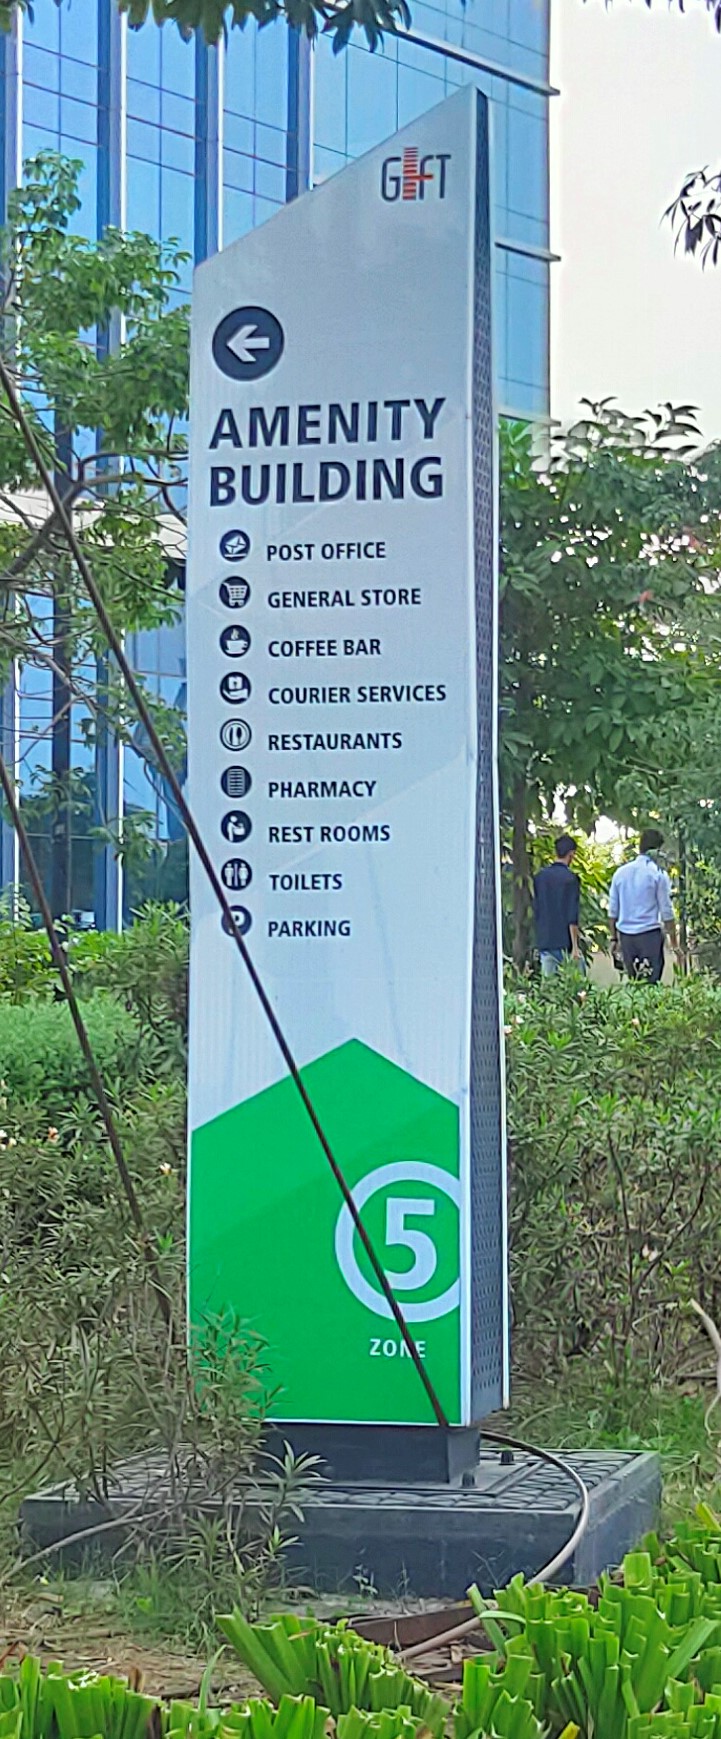 GIFT
AMENITY
BUILDING
POST OFFICE
GENERAL STORE
COFFEE BAR
COURIER SERVICES
RESTAURANTS
PHARMACY
REST ROOMS
TOILETS
P PARKING
5
ZONE